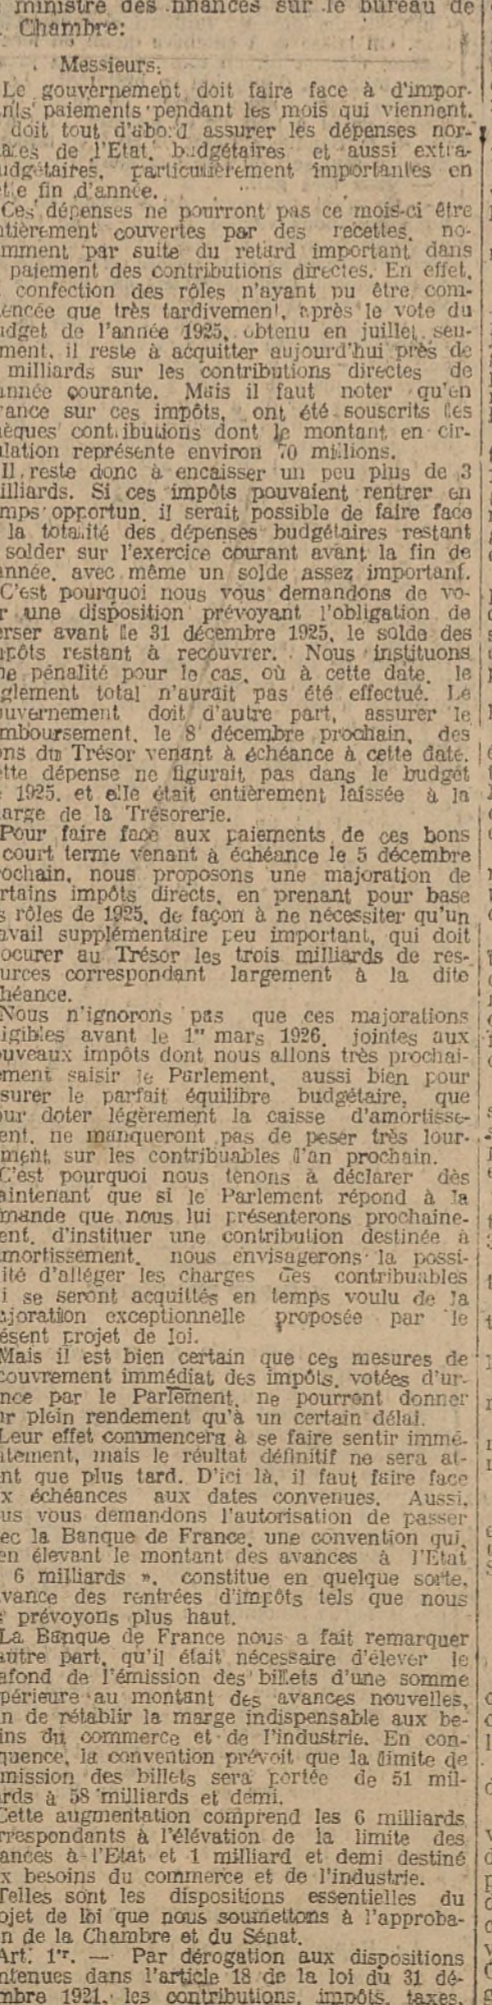 ministre des finances sur le bureau de
Chambre:
Messieurs,
Le gouvernement doit faire face à d'impor-
nts paiements pendant les mois qui viennent.
doit tout d'abord assurer les dépenses nor-
ales de l'Etat, budgétaires et aussi extra-
udgétaires, particulièrement importantes en
tte fin d'année.
Ces dépenses ne pourront pas ce mois-ci être
ntièrement couvertes par des recettes, no-
mment par suite du retard important dans
paiement des contributions directes. En effet,
confection des rôles n'ayant pu être com-
encée que très tardivement, après le vote du
udget de l'année 1925, obtenu en juillet seu-
ment, il reste à acquitter aujourd'hui près de
milliards sur les contributions directes de
année courante. Mais il faut noter qu'en
ance sur ces impôts, ont été souscrits des
èques contributions dont le montant en cir-
lation représente environ 70 millions.
Il reste donc à encaisser un peu plus de 3
illiards. Si ces impôts pouvaient rentrer en
mps opportun, il serait possible de faire face
la totalité des dépenses budgétaires restant
solder sur l'exercice courant avant la fin de
année, avec même un solde assez important.
C'est pourquoi nous vous demandons de vo-
r une disposition prévoyant l'obligation de
erser avant le 31 décembre 1925, le solde des
pôts restant à recouvrer. Nous instituons
ne pénalité pour le cas, où à cette date, le
glement total n'aurait pas été effectué. Le
uvernement doit d'autre part, assurer le
mboursement, le 8 décembre prochain, des
ons du Trésor venant à échéance à cette date.
tte dépense ne figurait pas dans le budget
1925, et elle était entièrement laissée à la
arge de la Trésorerie.
Pour faire face aux paiements de ces bons
court terme venant à échéance le 5 décembre
ochain, nous proposons une majoration de
rtains impôts directs, en prenant pour base
s rôles de 1925, de façon à ne nécessiter qu'un
avail supplémentaire peu important, qui doit
ocurer au Trésor les trois milliards de res-
urces correspondant largement à la dite
héance.
Nous n'ignorons pas que ces majorations
igibles avant le 1er mars 1926, jointes aux
uveaux impôts dont nous allons très prochai-
ement saisir le Parlement, aussi bien pour
surer le parfait équilibre budgétaire, que
ur doter légèrement la caisse d'amortisse-
ent, ne manqueront pas de peser très lour-
ment sur les contribuables l'an prochain.
C'est pourquoi nous tenons à déclarer dès
aintenant que si le Parlement répond à la
mande que nous lui présenterons prochaine-
ent, d'instituer une contribution destinée à
mortissement, nous envisagerons la possi-
ité d'alléger les charges des contribuables
i se seront acquittés en temps voulu de la
ajoration exceptionnelle proposée par le
ésent projet de loi.
Mais il est bien certain que ces mesures de
couvrement immédiat des impôts, votées d'ur-
nce par le Parlement, ne pourront donner
ur plein rendement qu'à un certain délai.
Leur effet commencera à se faire sentir immé-
atement, mais le réultat définitif ne sera at-
nt que plus tard. D'ici là, il faut faire face
x échéances aux dates convenues. Aussi,
us vous demandons l'autorisation de passer
ec la Banque de France, une convention qui,
en élevant le montant des avances à l'Etat
6 milliards », constitue en quelque sorte,
vance des rentrées d'impôts tels que nous
prévoyons plus haut.
La Banque de France nous a fait remarquer
autre part, qu'il était nécessaire d'élever le
afond de l'émission des billets d'une somme
périeure au montant des avances nouvelles,
n de rétablir la marge indispensable aux be-
ins du commerce et de l'industrie. En con-
quence, la convention prévoit que la limite de
mission des billets sera portée de 51 mil-
rds à 58 milliards et demi.
Cette augmentation comprend les 6 milliards
rrespondants à l'élévation de la limite des
ances à l'Etat et 1 milliard et demi destiné
x besoins du commerce et de l'industrie.
Telles sont les dispositions essentielles du
ojet de loi que nous soumettons à l'approba-
n de la Chambre et du Sénat.
Art. 1er. — Par dérogation aux dispositions
ntenues dans l'article 18 de la loi du 31 dé-
mbre 1921, les contributions, impôts, taxes,